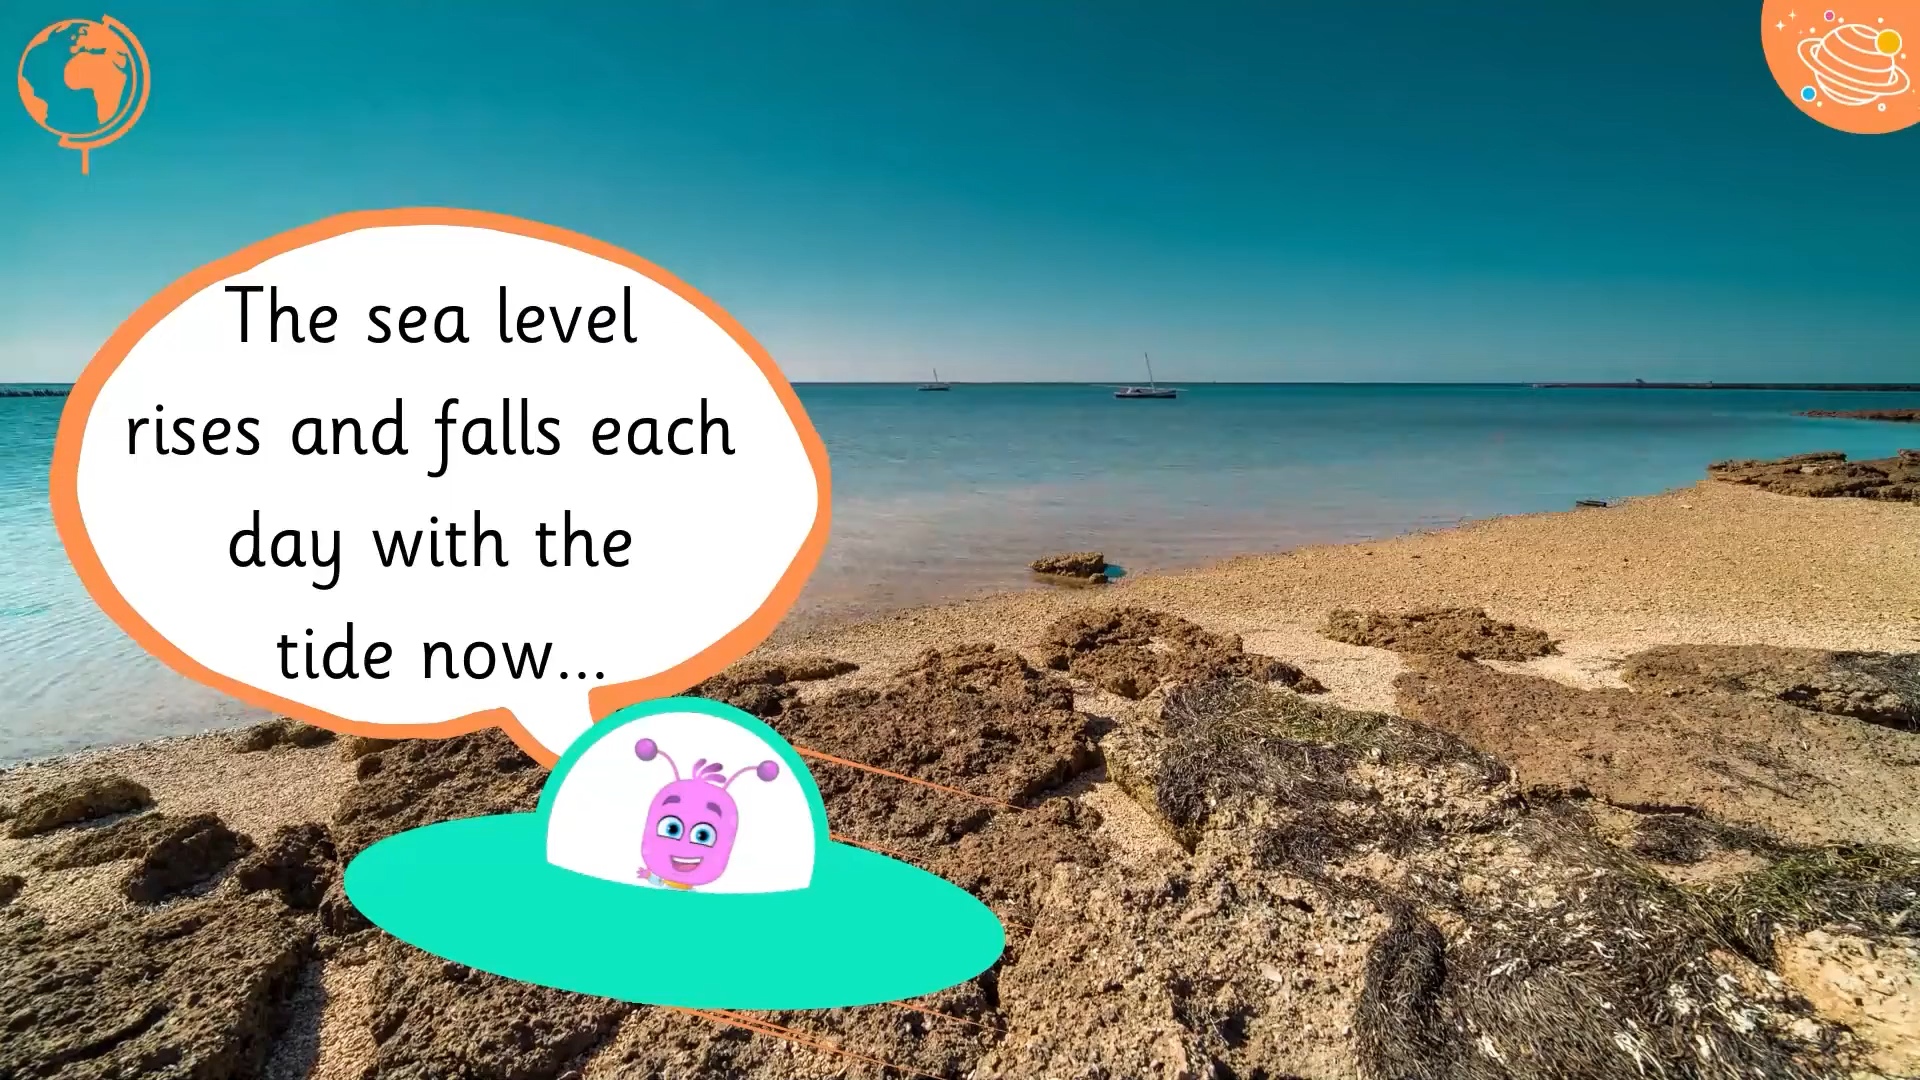 The sea level
rises and falls each
day with the
tide now...